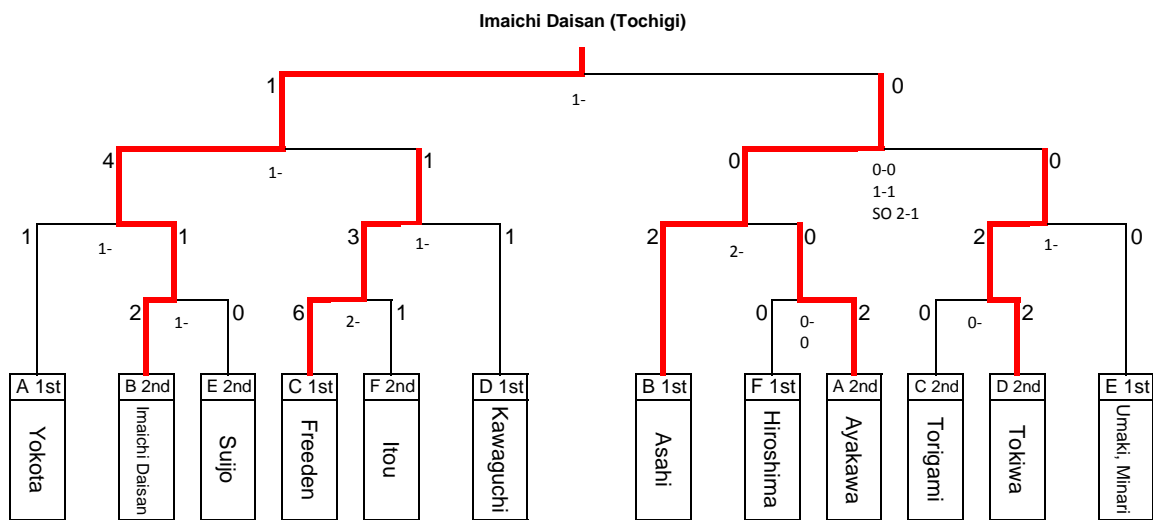 Imaichi Daisan (Tochigi)
1
0
1-
4
1
0
0
1-
0-0
1-1
SO 2-1
1
1
3
1
2
0
2
0
1-
1-
2-
1-
2
0
6
1
0
2
0
2
1-
2-
0-
0
0-
A 1st
B 2nd
E 2nd
C 1st
F 2nd
D 1st
B 1st
F 1st
A 2nd
C 2nd
D 2nd
E 1st
Yokota
Imaichi Daisan
Suijo
Freeden
Itou
Kawaguchi
Asahi
Hiroshima
Ayakawa
Torigami
Tokiwa
Umaki, Minari